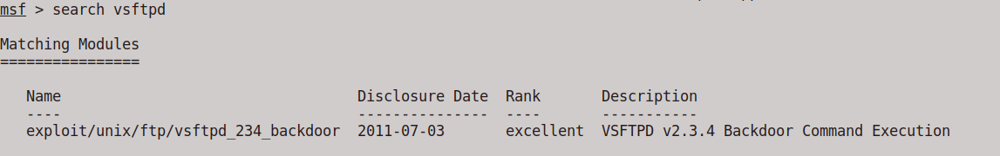 msf > search vsftpd
Matching Modules
================
Name Disclosure Date Rank Description
---- --------------- ---- -----------
exploit/unix/ftp/vsftpd_234_backdoor 2011-07-03 excellent VSFTPD v2.3.4 Backdoor Command Execution